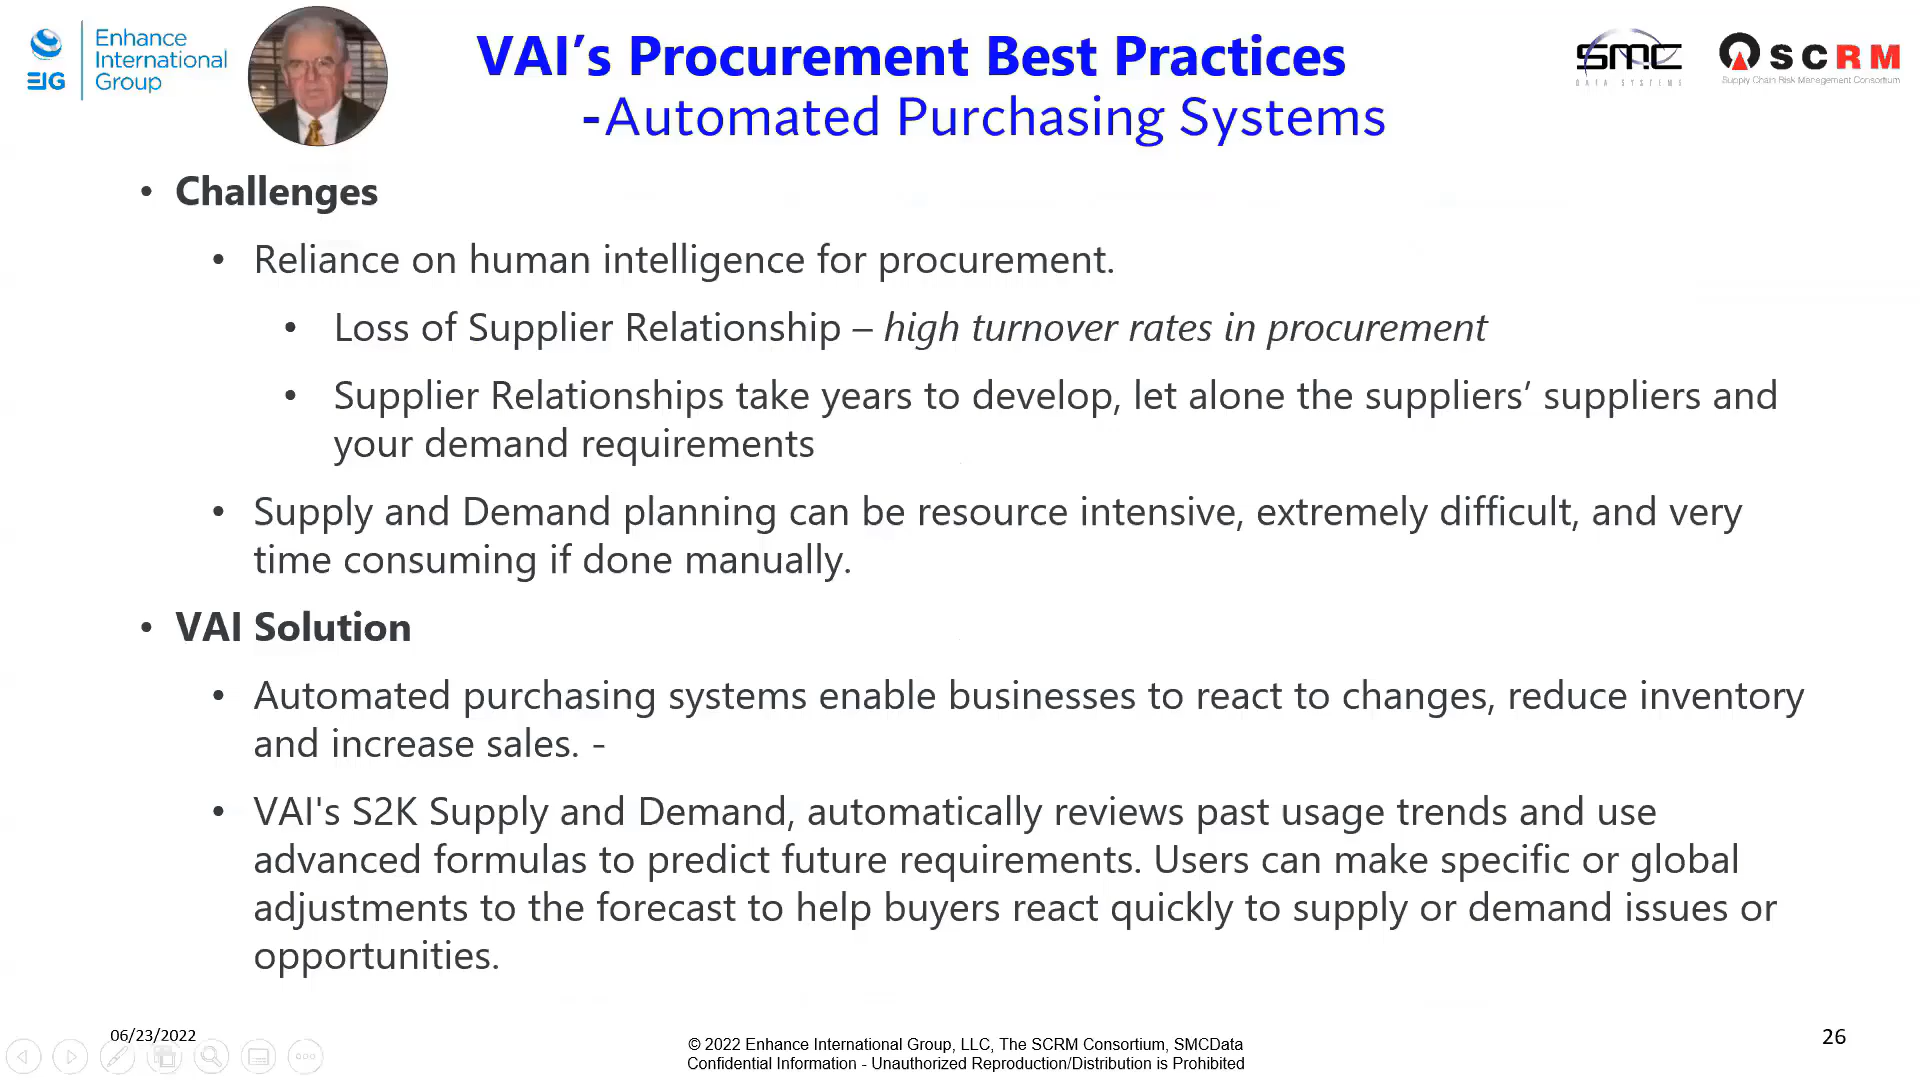 Enhance
International
Group
EIG
VAI’s Procurement Best Practices
-Automated Purchasing Systems
SMC
DATA SYSTEMS
SCRM
Supply Chain Risk Management Consortium
• Challenges
• Reliance on human intelligence for procurement.
• Loss of Supplier Relationship – high turnover rates in procurement
• Supplier Relationships take years to develop, let alone the suppliers’ suppliers and
your demand requirements
• Supply and Demand planning can be resource intensive, extremely difficult, and very
time consuming if done manually.
• VAI Solution
• Automated purchasing systems enable businesses to react to changes, reduce inventory
and increase sales. -
• VAI's S2K Supply and Demand, automatically reviews past usage trends and use
advanced formulas to predict future requirements. Users can make specific or global
adjustments to the forecast to help buyers react quickly to supply or demand issues or
opportunities.
06/23/2022
© 2022 Enhance International Group, LLC, The SCRM Consortium, SMCData
Confidential Information - Unauthorized Reproduction/Distribution is Prohibited
26